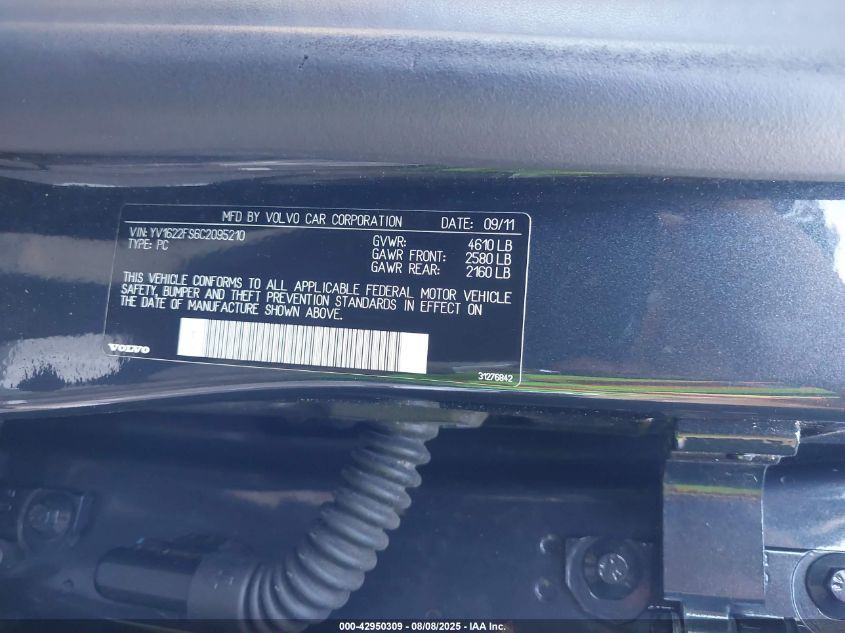 MFD BY VOLVO CAR CORPORATION DATE: 09/11
VIN: YV1622FS6C2095210
TYPE: PC
GVWR: 4610 LB
GAWR FRONT: 2580 LB
GAWR REAR: 2160 LB
THIS VEHICLE CONFORMS TO ALL APPLICABLE FEDERAL MOTOR VEHICLE
SAFETY, BUMPER AND THEFT PREVENTION STANDARDS IN EFFECT ON
THE DATE OF MANUFACTURE SHOWN ABOVE.
VOLVO
31276842
000-42950309 - 08/08/2025 - IAA Inc.